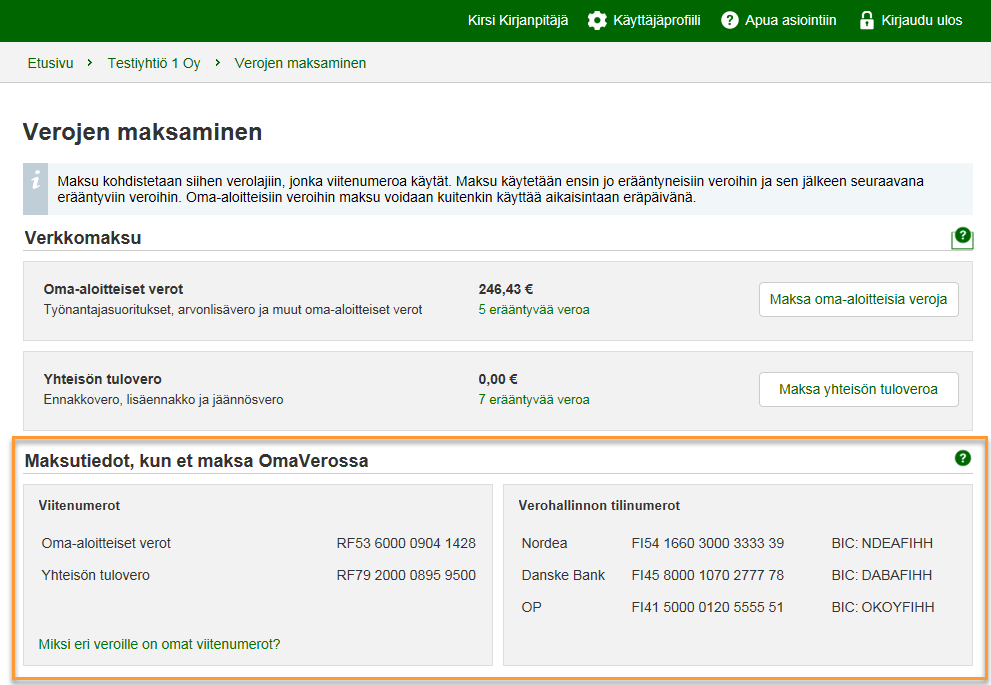 Kirsi Kirjanpitäjä Käyttäjäprofiili ? Apua asiointiin Kirjaudu ulos
Etusivu › Testiyhtiö 1 Oy › Verojen maksaminen
Verojen maksaminen
i
Maksu kohdistetaan siihen verolajiin, jonka viitenumeroa käytät. Maksu käytetään ensin jo erääntyneisiin veroihin ja sen jälkeen seuraavana
erääntyviin veroihin. Oma-aloitteisiin veroihin maksu voidaan kuitenkin käyttää aikaisintaan eräpäivänä.
Verkkomaksu ?
Oma-aloitteiset verot 246,43 €
Työnantajasuoritukset, arvonlisävero ja muut oma-aloitteiset verot 5 erääntyvää veroa
Maksa oma-aloitteisia veroja
Yhteisön tulovero 0,00 €
Ennakkovero, lisäennakko ja jäännösvero 7 erääntyvää veroa
Maksa yhteisön tuloveroa
Maksutiedot, kun et maksa OmaVerossa ?
Viitenumerot
Oma-aloitteiset verot RF53 6000 0904 1428
Yhteisön tulovero RF79 2000 0895 9500
Miksi eri veroille on omat viitenumerot?
Verohallinnon tilinumerot
Nordea FI54 1660 3000 3333 39 BIC: NDEAFIHH
Danske Bank FI45 8000 1070 2777 78 BIC: DABAFIHH
OP FI41 5000 0120 5555 51 BIC: OKOYFIHH